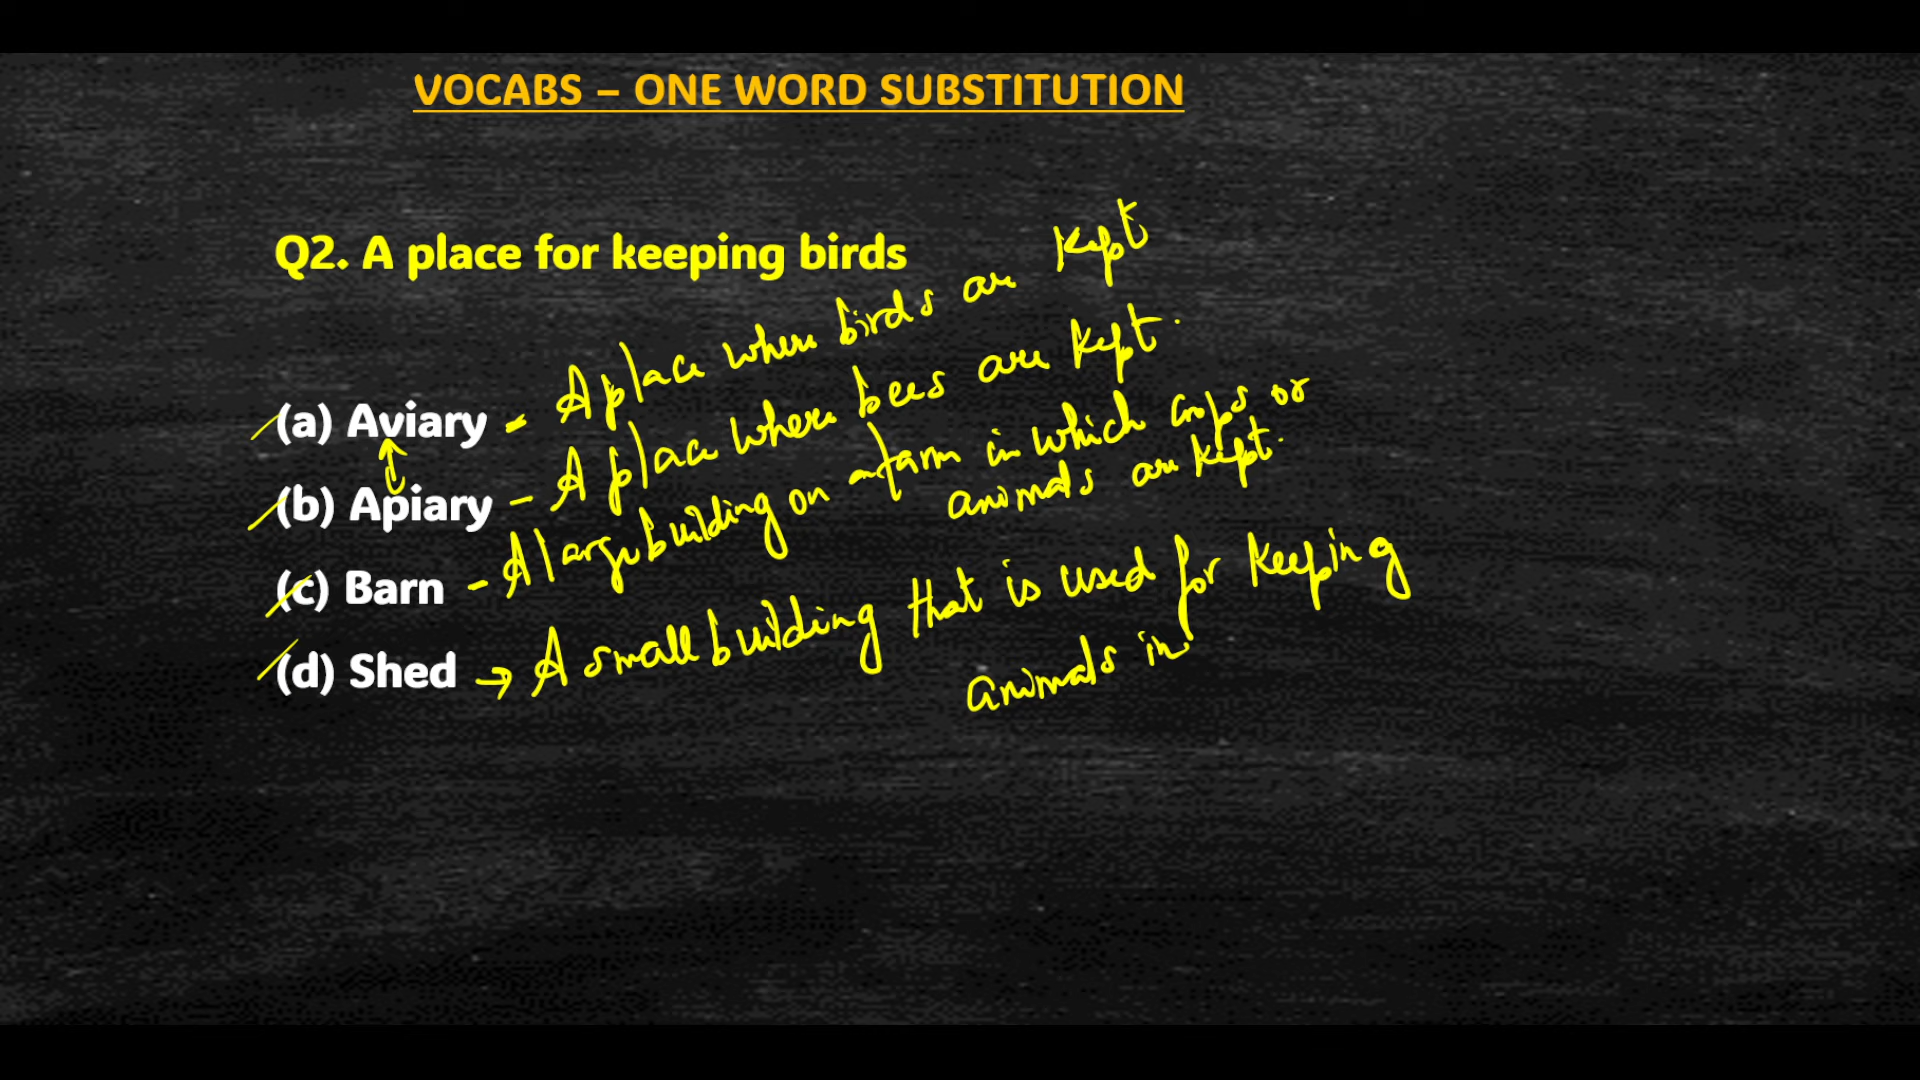 VOCABS – ONE WORD SUBSTITUTION
Q2. A place for keeping birds
(a) Aviary - A place where birds are kept
(b) Apiary - A place where bees are kept.
(c) Barn - A large building on a farm in which crops or
animals are kept.
(d) Shed → A small building that is used for keeping
animals in